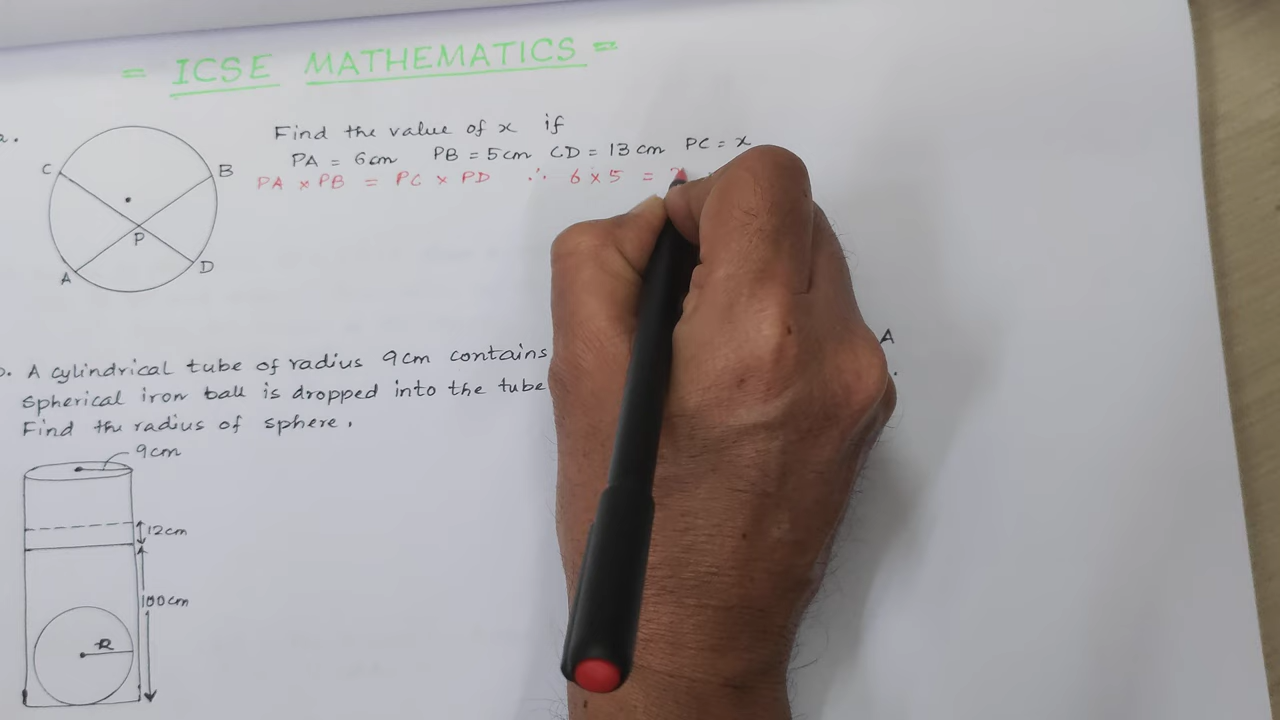 = ICSE MATHEMATICS =
a.
Find the value of x if
PA = 6cm PB = 5cm CD = 13cm PC = x
PA x PB = PC x PD ∴ 6 x 5 =
C
B
P
A
D
b. A cylindrical tube of radius 9cm contains
A
Spherical iron ball is dropped into the tube
.
Find the radius of sphere.
9cm
12cm
100cm
R